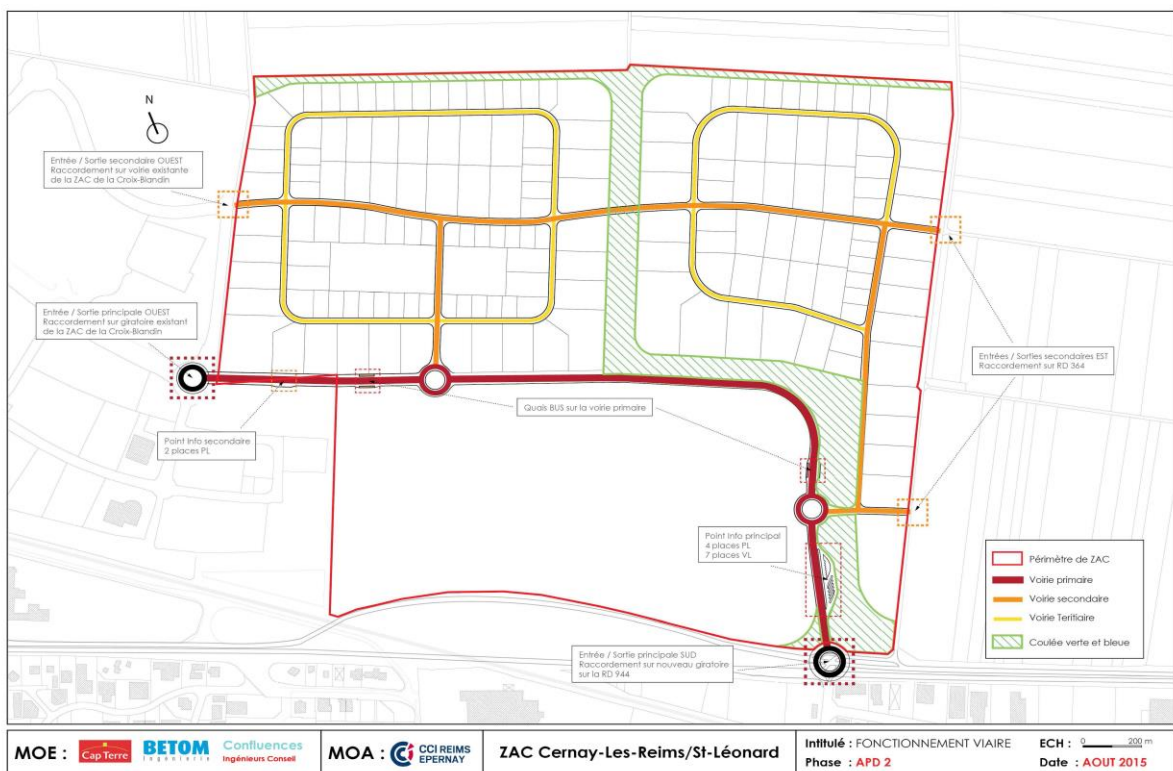 N
Entrée / Sortie secondaire OUEST
Raccordement sur voirie existante
de la ZAC de la Croix-Blandin
Entrée / Sortie principale OUEST
Raccordement sur giratoire existant
de la ZAC de la Croix-Blandin
Point Info secondaire
2 places PL
Quais BUS sur la voirie primaire
Entrées / Sorties secondaires EST
Raccordement sur RD 364
Point Info principal
4 places PL
7 places VL
Entrée / Sortie principale SUD
Raccordement sur nouveau giratoire
sur la RD 944
Périmètre de ZAC
Voirie primaire
Voirie secondaire
Voirie Teritiaire
Coulée verte et bleue
MOE :
Cap Terre
BETOM
Ingénierie
Confluences
Ingénieurs Conseil
MOA :
CCI REIMS
EPERNAY
ZAC Cernay-Les-Reims/St-Léonard
Intitulé : FONCTIONNEMENT VIAIRE
Phase : APD 2
ECH : 0 200 m
Date : AOUT 2015